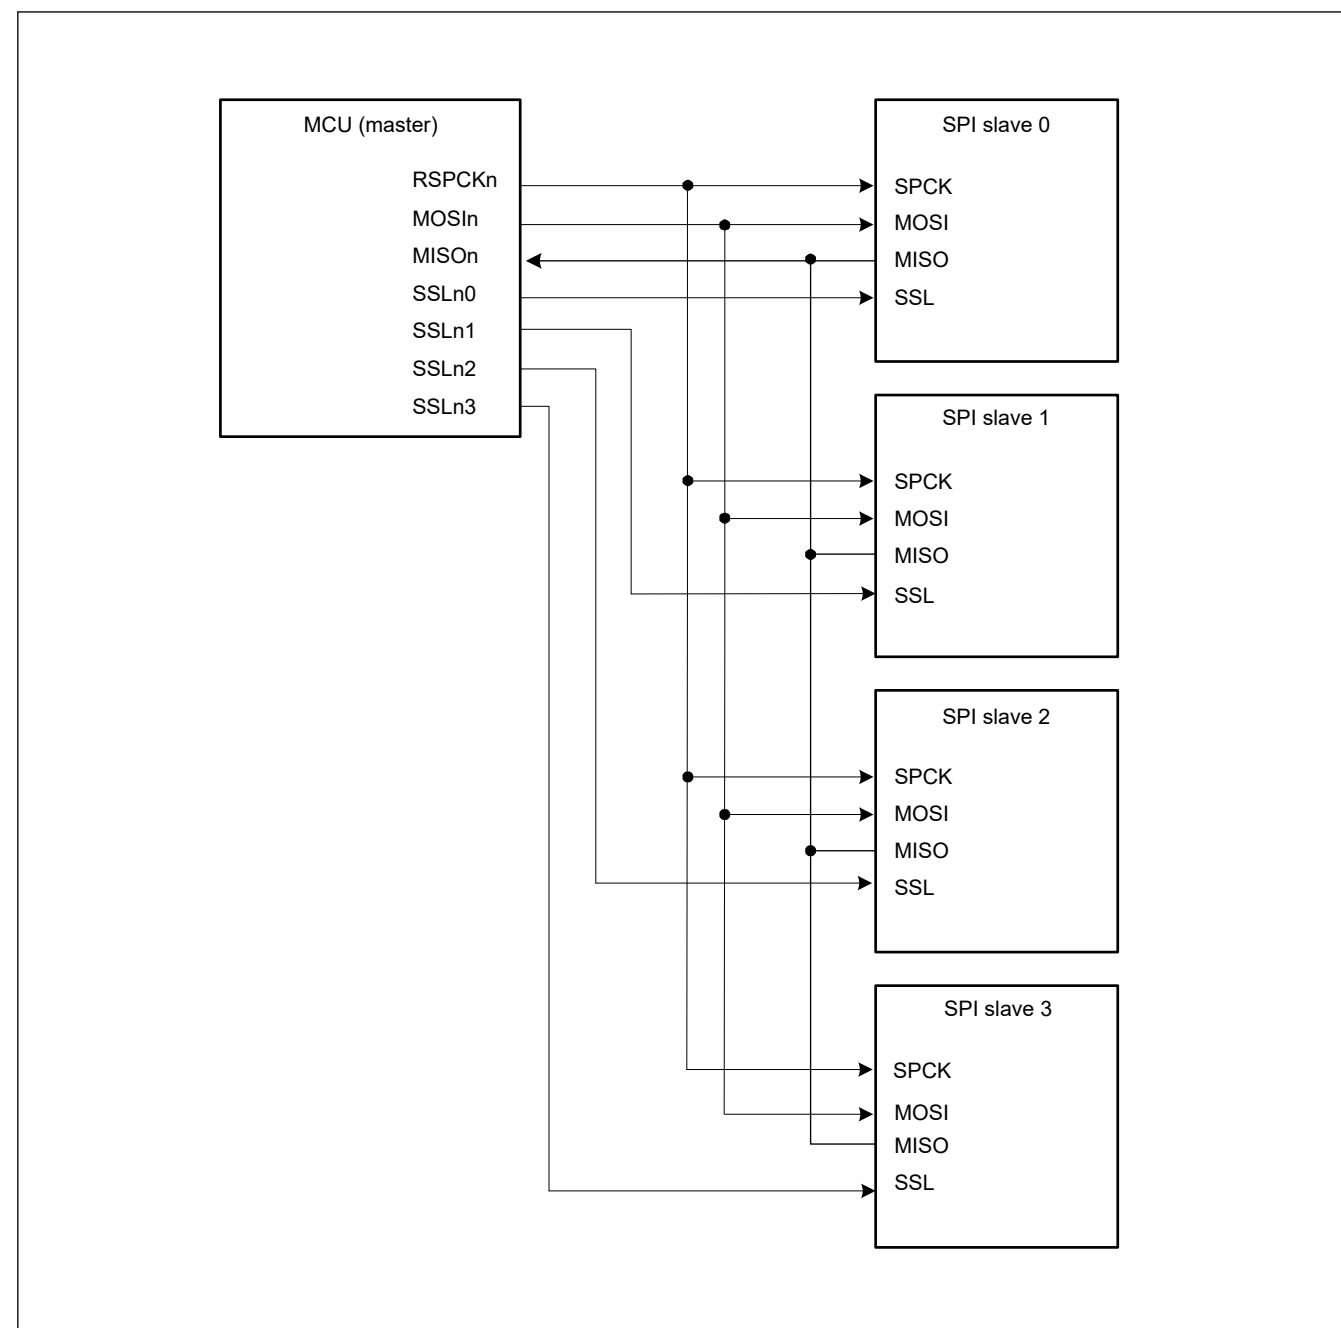 MCU (master)
RSPCKn
MOSIn
MISOn
SSLn0
SSLn1
SSLn2
SSLn3
SPI slave 0
SPCK
MOSI
MISO
SSL
SPI slave 1
SPCK
MOSI
MISO
SSL
SPI slave 2
SPCK
MOSI
MISO
SSL
SPI slave 3
SPCK
MOSI
MISO
SSL